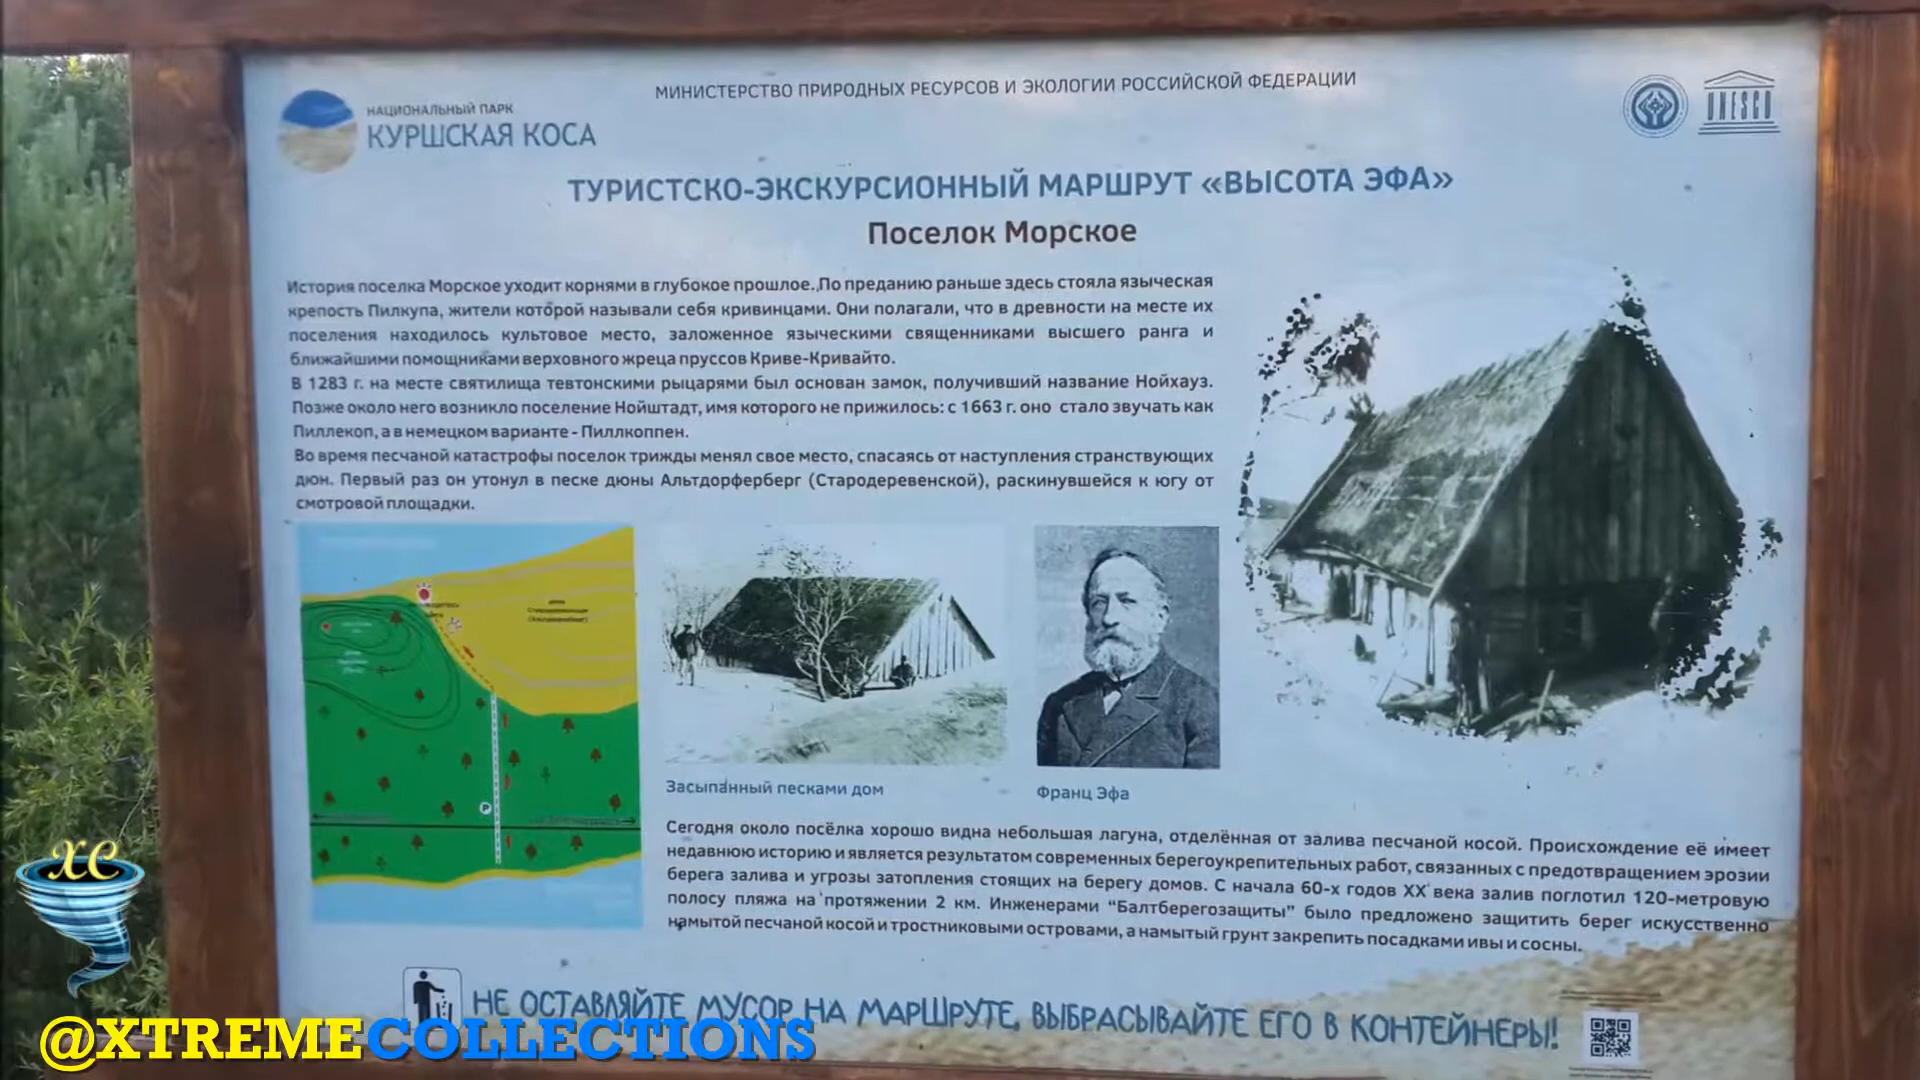 МИНИСТЕРСТВО ПРИРОДНЫХ РЕСУРСОВ И ЭКОЛОГИИ РОССИЙСКОЙ ФЕДЕРАЦИИ
НАЦИОНАЛЬНЫЙ ПАРК
КУРШСКАЯ КОСА
UNESCO
ТУРИСТСКО-ЭКСКУРСИОННЫЙ МАРШРУТ «ВЫСОТА ЭФА»
Поселок Морское
История поселка Морское уходит корнями в глубокое прошлое. По преданию раньше здесь стояла языческая
крепость Пилкупа, жители которой называли себя кривинцами. Они полагали, что в древности на месте их
поселения находилось культовое место, заложенное языческими священниками высшего ранга и
ближайшими помощниками верховного жреца пруссов Криве-Кривайто.
В 1283 г. на месте святилища тевтонскими рыцарями был основан замок, получивший название Нойхауз.
Позже около него возникло поселение Нойштадт, имя которого не прижилось: с 1663 г. оно стало звучать как
Пиллекоп, а в немецком варианте - Пиллкоппен.
Во время песчаной катастрофы поселок трижды менял свое место, спасаясь от наступления странствующих
дюн. Первый раз он утонул в песке дюны Альтдорферберг (Стародеревенской), раскинувшейся к югу от
смотровой площадки.
P
Засыпанный песками дом
Франц Эфа
Сегодня около посёлка хорошо видна небольшая лагуна, отделённая от залива песчаной косой. Происхождение её имеет
недавнюю историю и является результатом современных берегоукрепительных работ, связанных с предотвращением эрозии
берега залива и угрозы затопления стоящих на берегу домов. С начала 60-х годов XX века залив поглотил 120-метровую
полосу пляжа на протяжении 2 км. Инженерами “Балтберегозащиты” было предложено защитить берег искусственно
намытой песчаной косой и тростниковыми островами, а намытый грунт закрепить посадками ивы и сосны.
НЕ ОСТАВЛЯЙТЕ МУСОР НА МАРШРУТЕ, ВЫБРАСЫВАЙТЕ ЕГО В КОНТЕЙНЕРЫ!
XC
@XTREMECOLLECTIONS